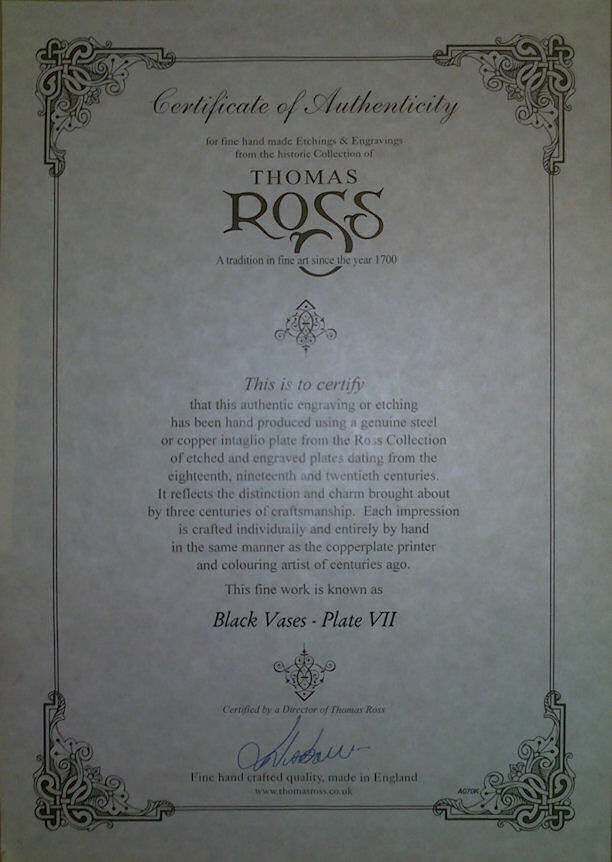 Certificate of Authenticity
for fine hand made Etchings & Engravings
from the historic Collection of
THOMAS
ROSS
A tradition in fine art since the year 1700
This is to certify
that this authentic engraving or etching
has been hand produced using a genuine steel
or copper intaglio plate from the Ross Collection
of etched and engraved plates dating from the
eighteenth, nineteenth and twentieth centuries.
It reflects the distinction and charm brought about
by three centuries of craftsmanship. Each impression
is crafted individually and entirely by hand
in the same manner as the copperplate printer
and colouring artist of centuries ago.
This fine work is known as
Black Vases - Plate VII
Certified by a Director of Thomas Ross
Fine hand crafted quality, made in England
www.thomasross.co.uk